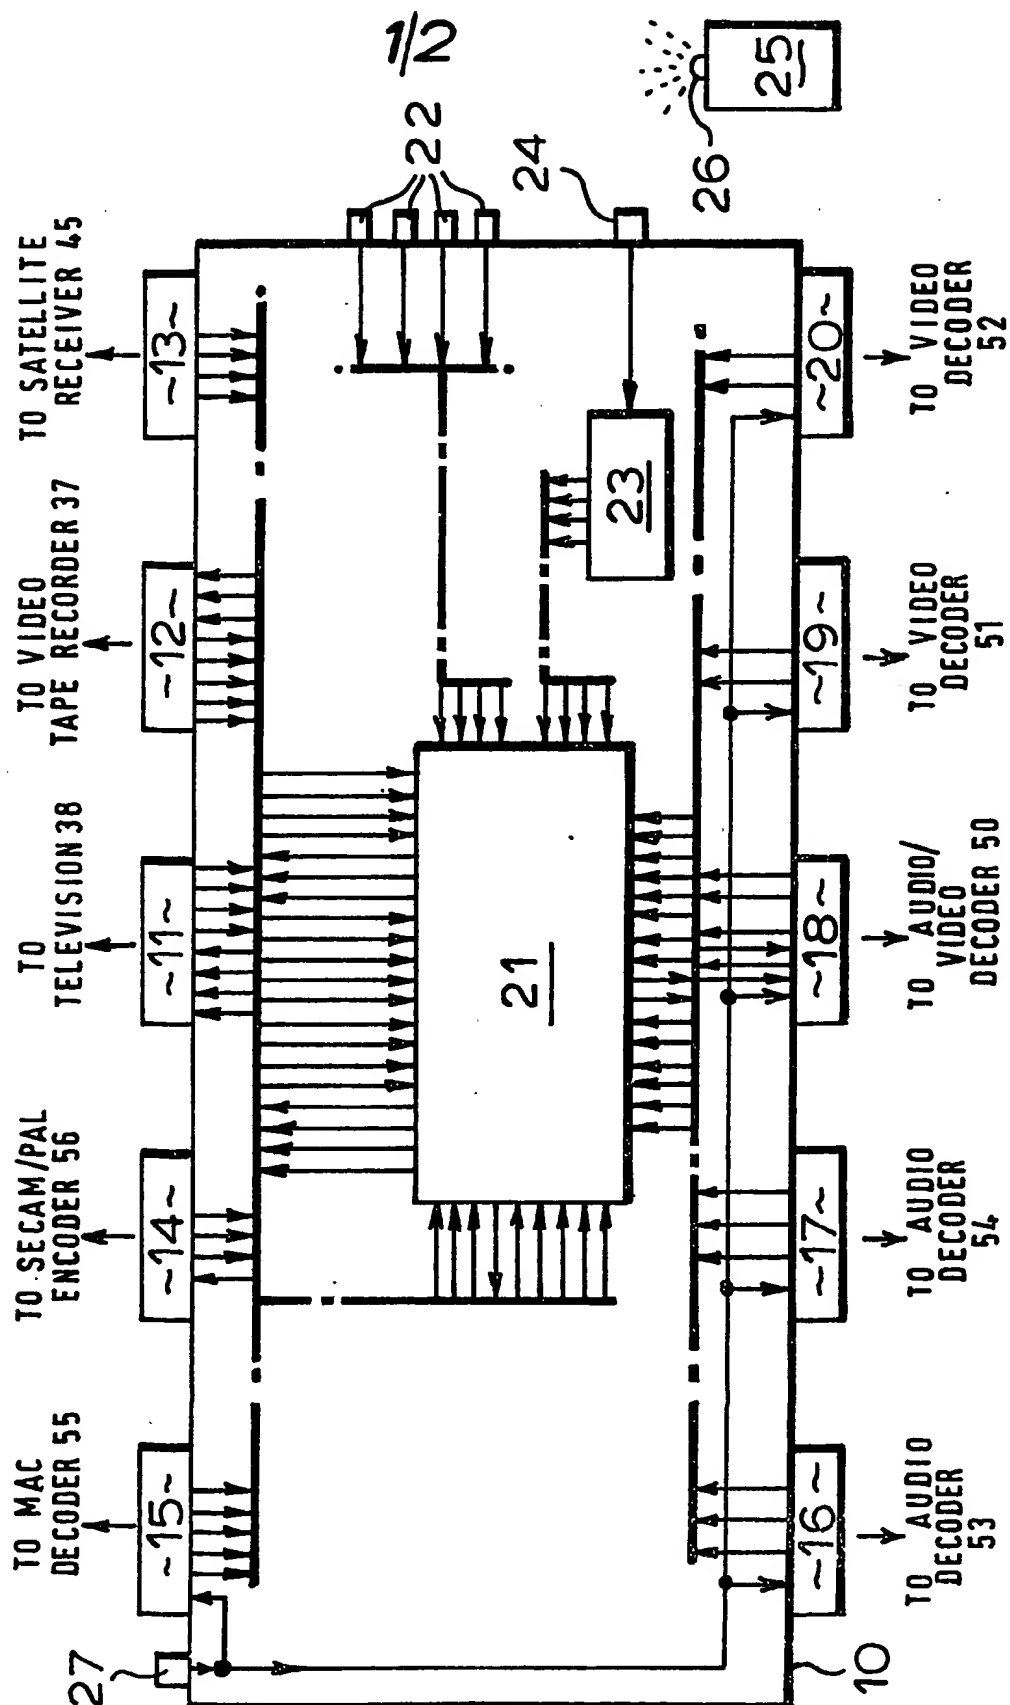 1/2
27
TO MAC
DECODER 55
TO SECAM/PAL
ENCODER 56
TO
TELEVISION 38
TO VIDEO
TAPE RECORDER 37
TO SATELLITE
RECEIVER 45
~15~
~14~
~11~
~12~
~13~
22
21
23
24
26
25
~16~
~17~
~18~
~19~
~20~
10
TO AUDIO
DECODER
53
TO AUDIO
DECODER
54
TO AUDIO/
VIDEO
DECODER 50
TO VIDEO
DECODER
51
TO VIDEO
DECODER
52